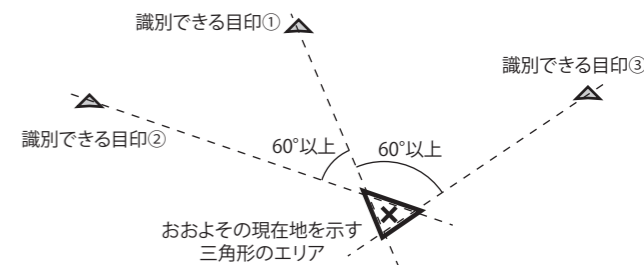 識別できる目印①
識別できる目印③
識別できる目印②
60°以上
60°以上
おおよその現在地を示す
三角形のエリア